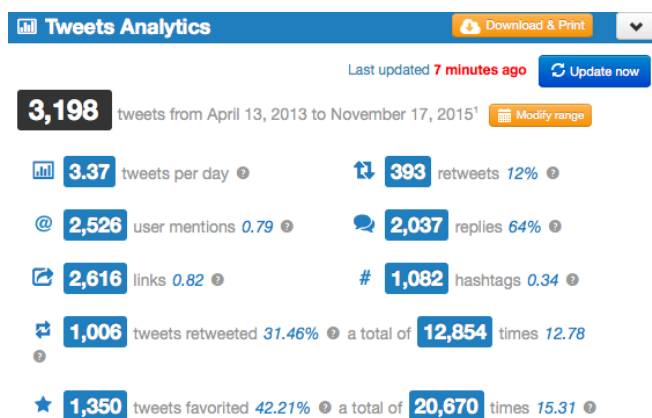 Tweets Analytics Download & Print
Last updated 7 minutes ago Update now
3,198 tweets from April 13, 2013 to November 17, 2015¹ Modify range
3.37 tweets per day ? 393 retweets 12% ?
@ 2,526 user mentions 0.79 ? 2,037 replies 64% ?
2,616 links 0.82 ? # 1,082 hashtags 0.34 ?
1,006 tweets retweeted 31.46% ? a total of 12,854 times 12.78
?
1,350 tweets favorited 42.21% ? a total of 20,670 times 15.31 ?